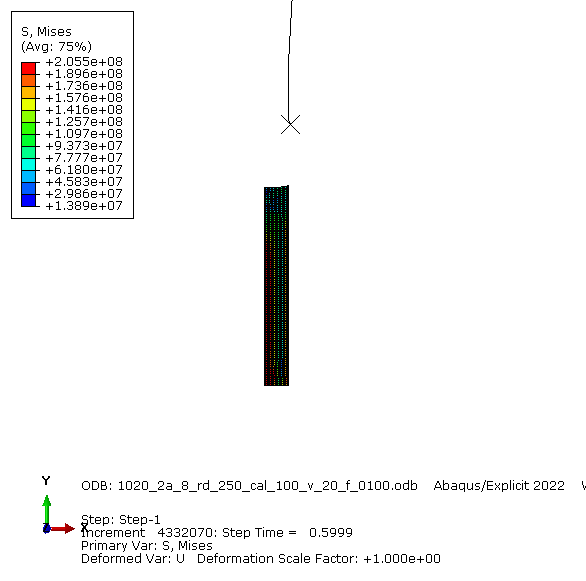 S, Mises
(Avg: 75%)
+2.055e+08
+1.896e+08
+1.736e+08
+1.576e+08
+1.416e+08
+1.257e+08
+1.097e+08
+9.373e+07
+7.777e+07
+6.180e+07
+4.583e+07
+2.986e+07
+1.389e+07
Y
ODB: 1020_2a_8_rd_250_cal_100_v_20_f_0100.odb Abaqus/Explicit 2022
X
Step: Step-1
Increment 4332070: Step Time = 0.5999
Primary Var: S, Mises
Deformed Var: U Deformation Scale Factor: +1.000e+00